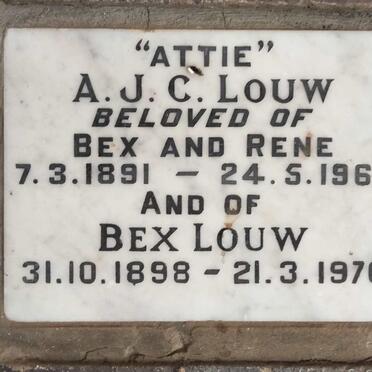 "ATTIE"
A. J. C. LOUW
BELOVED OF
BEX AND RENE
7. 3. 1891 – 24. 5. 196
AND OF
BEX LOUW
31. 10. 1898 – 21. 3. 1970